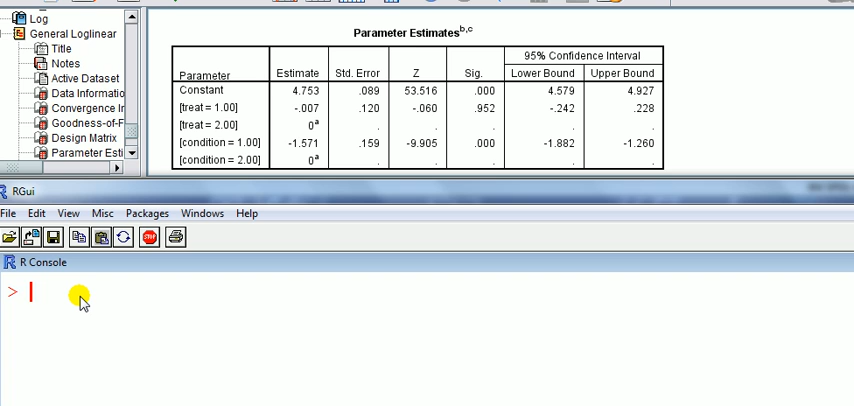 Log
General Loglinear
Title
Notes
Active Dataset
Data Informatio
Convergence Ir
Goodness-of-F
Design Matrix
Parameter Esti
Parameter Estimates b,c
95% Confidence Interval
Parameter Estimate Std. Error Z Sig. Lower Bound Upper Bound
Constant 4.753 .089 53.516 .000 4.579 4.927
[treat = 1.00] -.007 .120 -.060 .952 -.242 .228
[treat = 2.00] 0a . . . . .
[condition = 1.00] -1.571 .159 -9.905 .000 -1.882 -1.260
[condition = 2.00] 0a . . . . .
RGui
File Edit View Misc Packages Windows Help
STOP
R Console
>